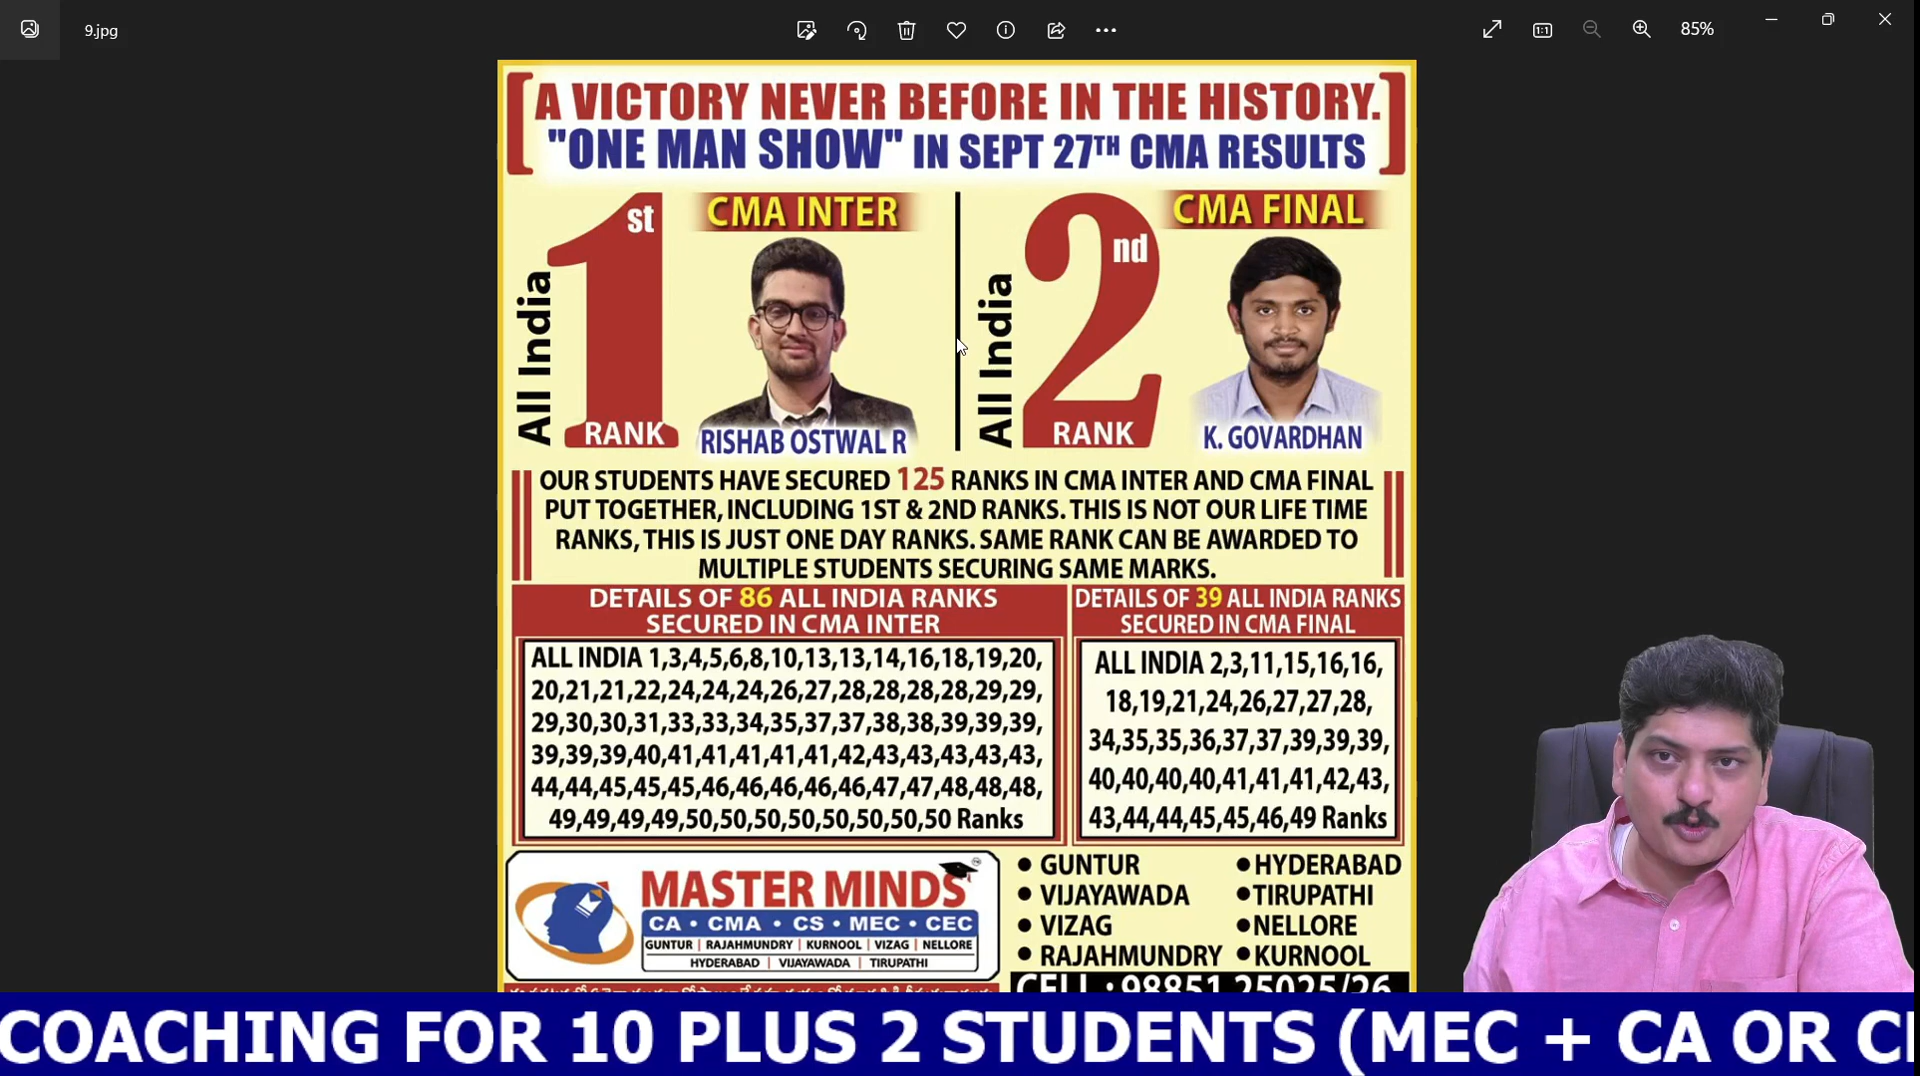 9.jpg
85%
A VICTORY NEVER BEFORE IN THE HISTORY.
"ONE MAN SHOW" IN SEPT 27TH CMA RESULTS
All India
1st
RANK
CMA INTER
RISHAB OSTWAL R
All India
2nd
RANK
CMA FINAL
K. GOVARDHAN
OUR STUDENTS HAVE SECURED 125 RANKS IN CMA INTER AND CMA FINAL
PUT TOGETHER, INCLUDING 1ST & 2ND RANKS. THIS IS NOT OUR LIFE TIME
RANKS, THIS IS JUST ONE DAY RANKS. SAME RANK CAN BE AWARDED TO
MULTIPLE STUDENTS SECURING SAME MARKS.
DETAILS OF 86 ALL INDIA RANKS
SECURED IN CMA INTER
ALL INDIA 1,3,4,5,6,8,10,13,13,14,16,18,19,20,
20,21,21,22,24,24,24,26,27,28,28,28,28,29,29,
29,30,30,31,33,33,34,35,37,37,38,38,39,39,39,
39,39,39,40,41,41,41,41,41,42,43,43,43,43,43,
44,44,45,45,45,46,46,46,46,46,47,47,48,48,48,
49,49,49,49,50,50,50,50,50,50,50,50 Ranks
DETAILS OF 39 ALL INDIA RANKS
SECURED IN CMA FINAL
ALL INDIA 2,3,11,15,16,16,
18,19,21,24,26,27,27,28,
34,35,35,36,37,37,39,39,39,
40,40,40,40,41,41,41,42,43,
43,44,44,45,45,46,49 Ranks
MASTER MINDS
CA • CMA • CS • MEC • CEC
GUNTUR | RAJAHMUNDRY | KURNOOL | VIZAG | NELLORE
HYDERABAD | VIJAYAWADA | TIRUPATHI
• GUNTUR
• VIJAYAWADA
• VIZAG
• RAJAHMUNDRY
• HYDERABAD
• TIRUPATHI
• NELLORE
• KURNOOL
CELL : 98851 25025/26
COACHING FOR 10 PLUS 2 STUDENTS (MEC + CA OR